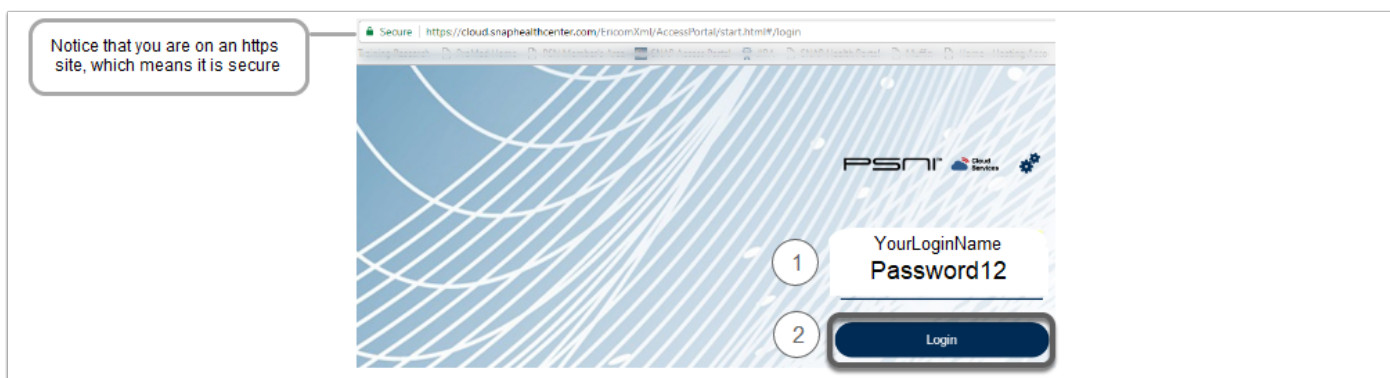 Notice that you are on an https
site, which means it is secure
Secure | https://cloud.snaphealthcenter.com/EricomXml/AccessPortal/start.html#/login
Cloud
Services
1
YourLoginName
Password12
2
Login